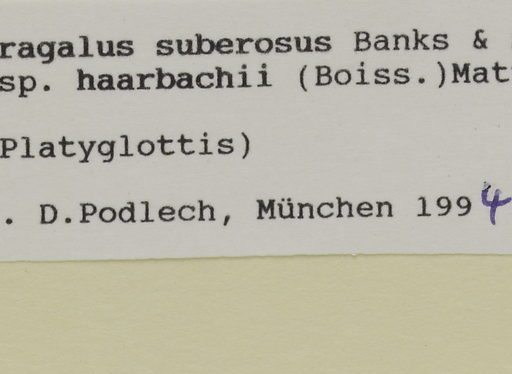 ragalus suberosus Banks &
sp. haarbachii (Boiss.)Mat
Platyglottis)
. D.Podlech, München 1994